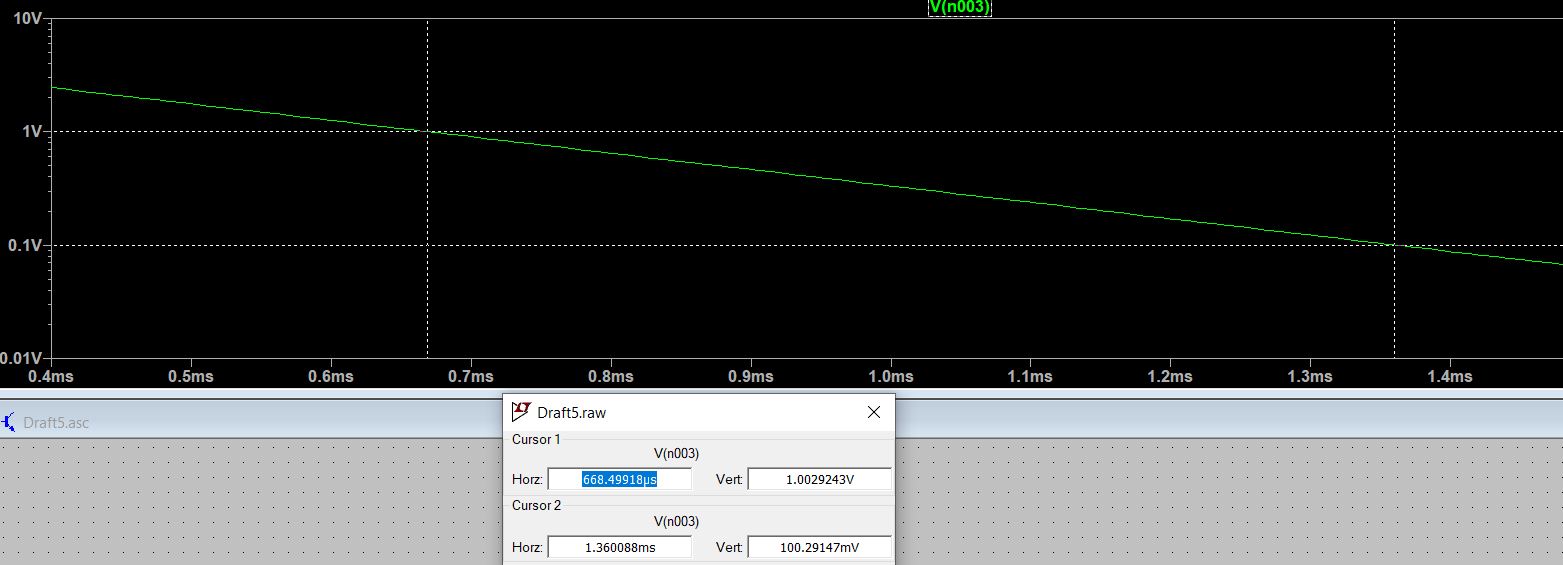 V(n003)
10V
1V
0.1V
0.01V
0.4ms 0.5ms 0.6ms 0.7ms 0.8ms 0.9ms 1.0ms 1.1ms 1.2ms 1.3ms 1.4ms
Draft5.asc
Draft5.raw
Cursor 1
V(n003)
Horz: 668.49918µs Vert: 1.0029243V
Cursor 2
V(n003)
Horz: 1.360088ms Vert: 100.29147mV